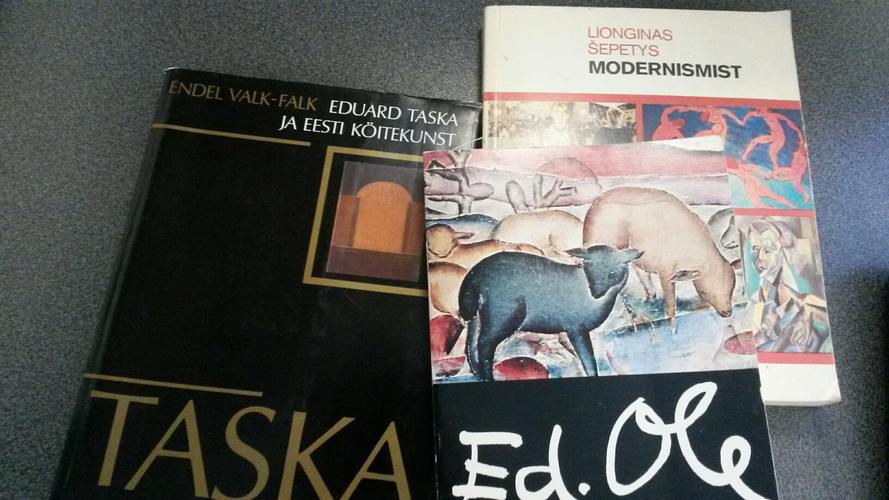 ENDEL VALK-FALK EDUARD TASKA
JA EESTI KÖITEKUNST
TASKA
LIONGINAS
ŠEPETYS
MODERNISMIST
Ed. Ole